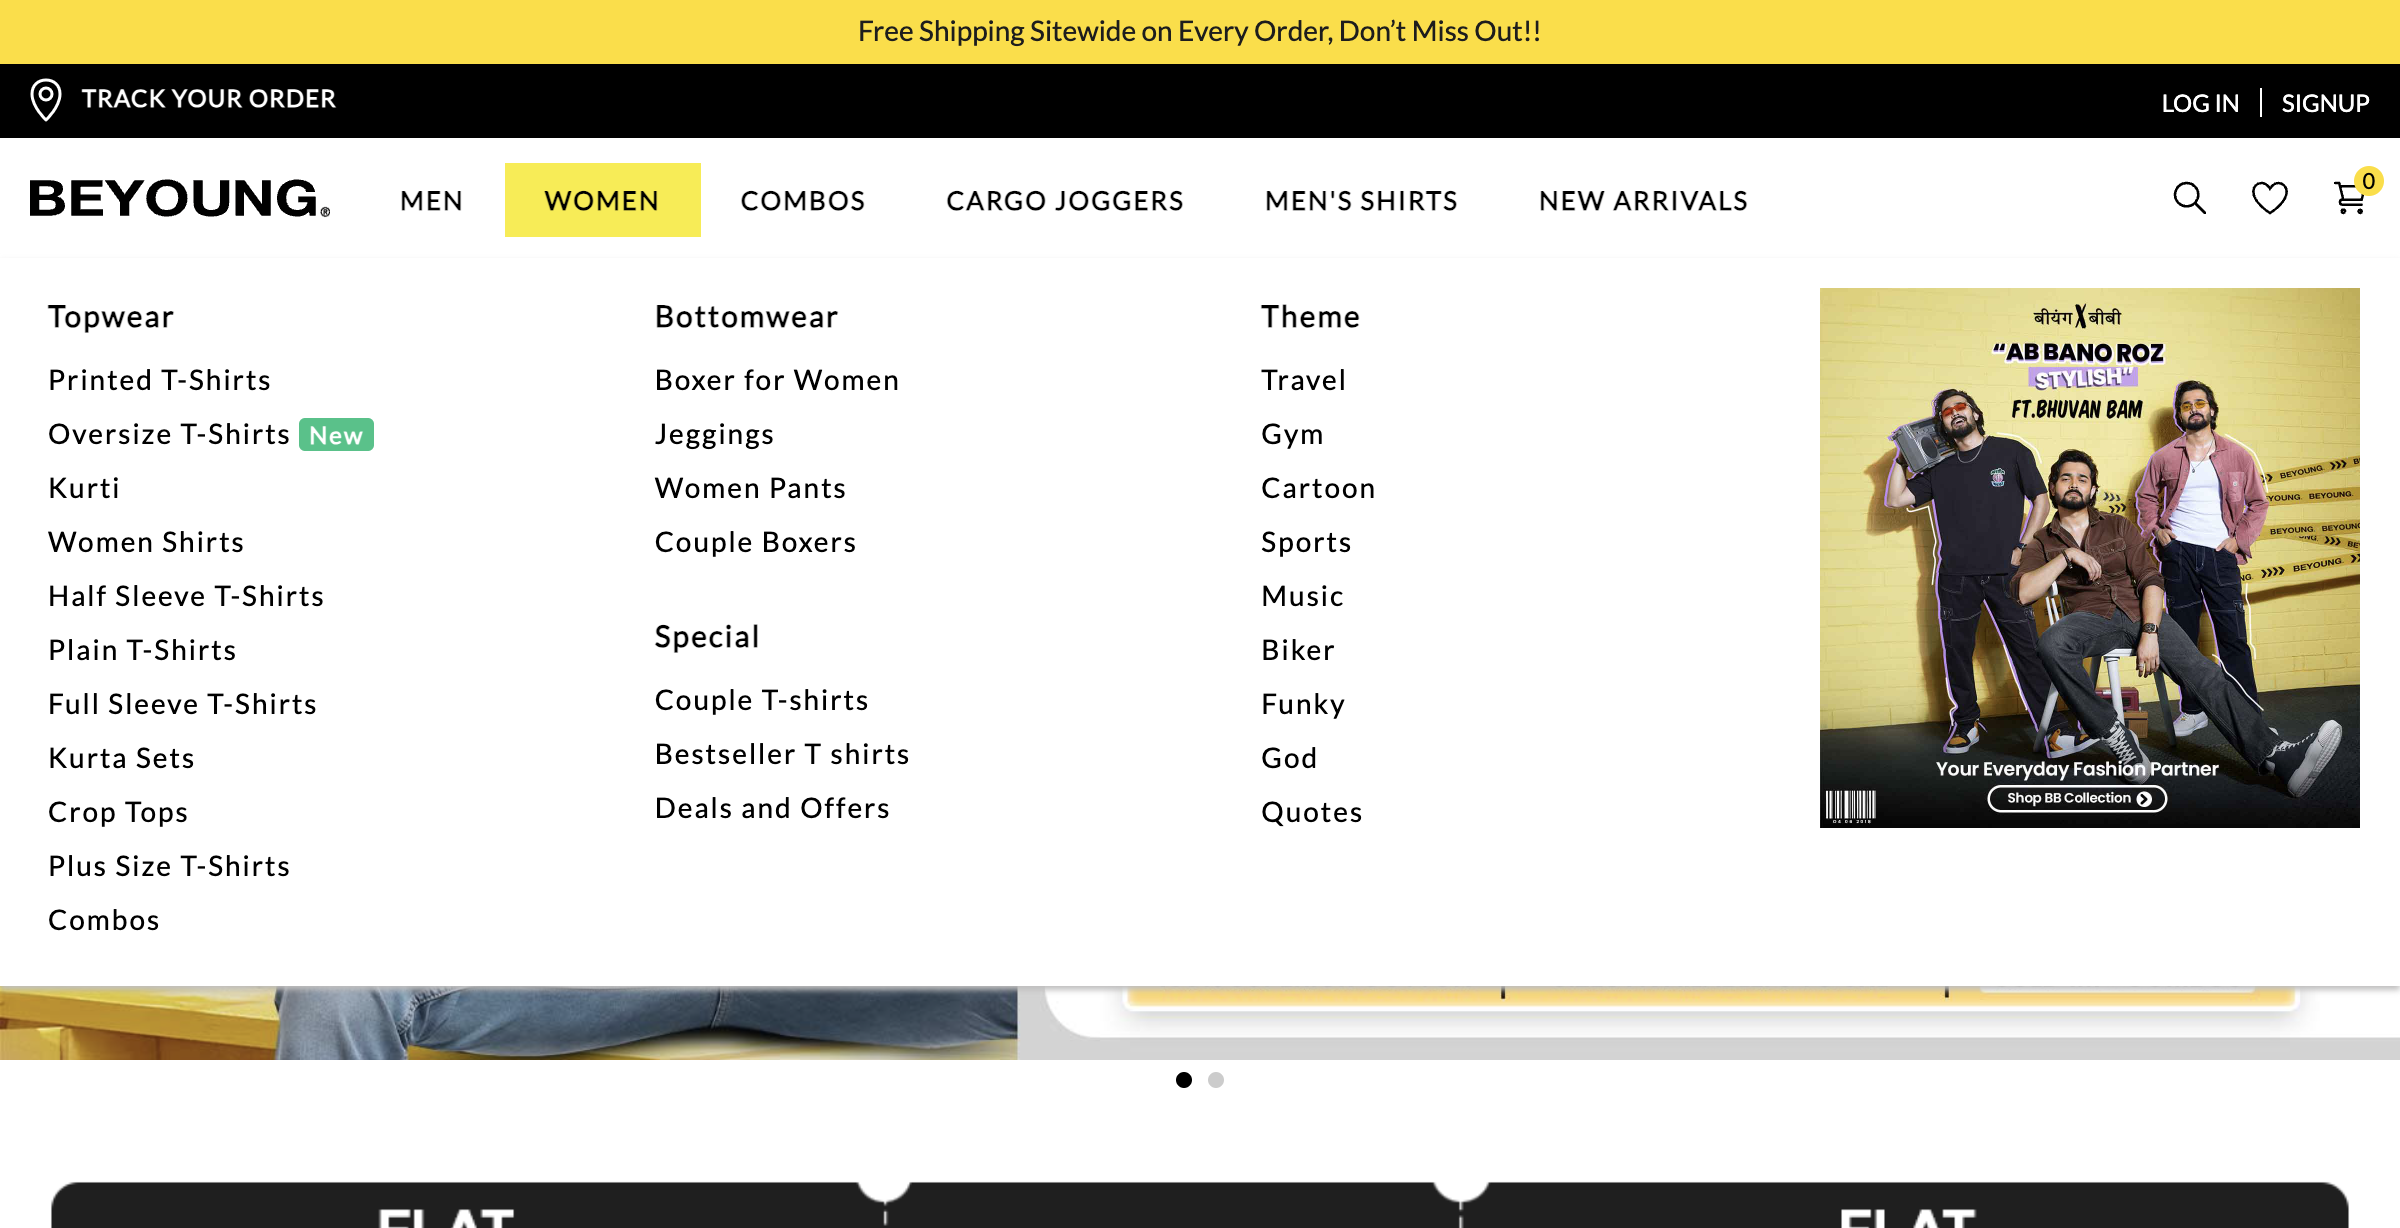 Free Shipping Sitewide on Every Order, Don’t Miss Out!!
TRACK YOUR ORDER
LOG IN
SIGNUP
BEYOUNG®
MEN
WOMEN
COMBOS
CARGO JOGGERS
MEN'S SHIRTS
NEW ARRIVALS
0
Topwear
Printed T-Shirts
Oversize T-Shirts New
Kurti
Women Shirts
Half Sleeve T-Shirts
Plain T-Shirts
Full Sleeve T-Shirts
Kurta Sets
Crop Tops
Plus Size T-Shirts
Combos
Bottomwear
Boxer for Women
Jeggings
Women Pants
Couple Boxers
Special
Couple T-shirts
Bestseller T shirts
Deals and Offers
Theme
Travel
Gym
Cartoon
Sports
Music
Biker
Funky
God
Quotes
बीयंग X बीबी
“AB BANO ROZ
STYLISH”
FT.BHUVAN BAM
BEYOUNG.
BEYOUNG.
BEYOUNG.
BEYOUNG.
Your Everyday Fashion Partner
Shop BB Collection
FLAT
FLAT